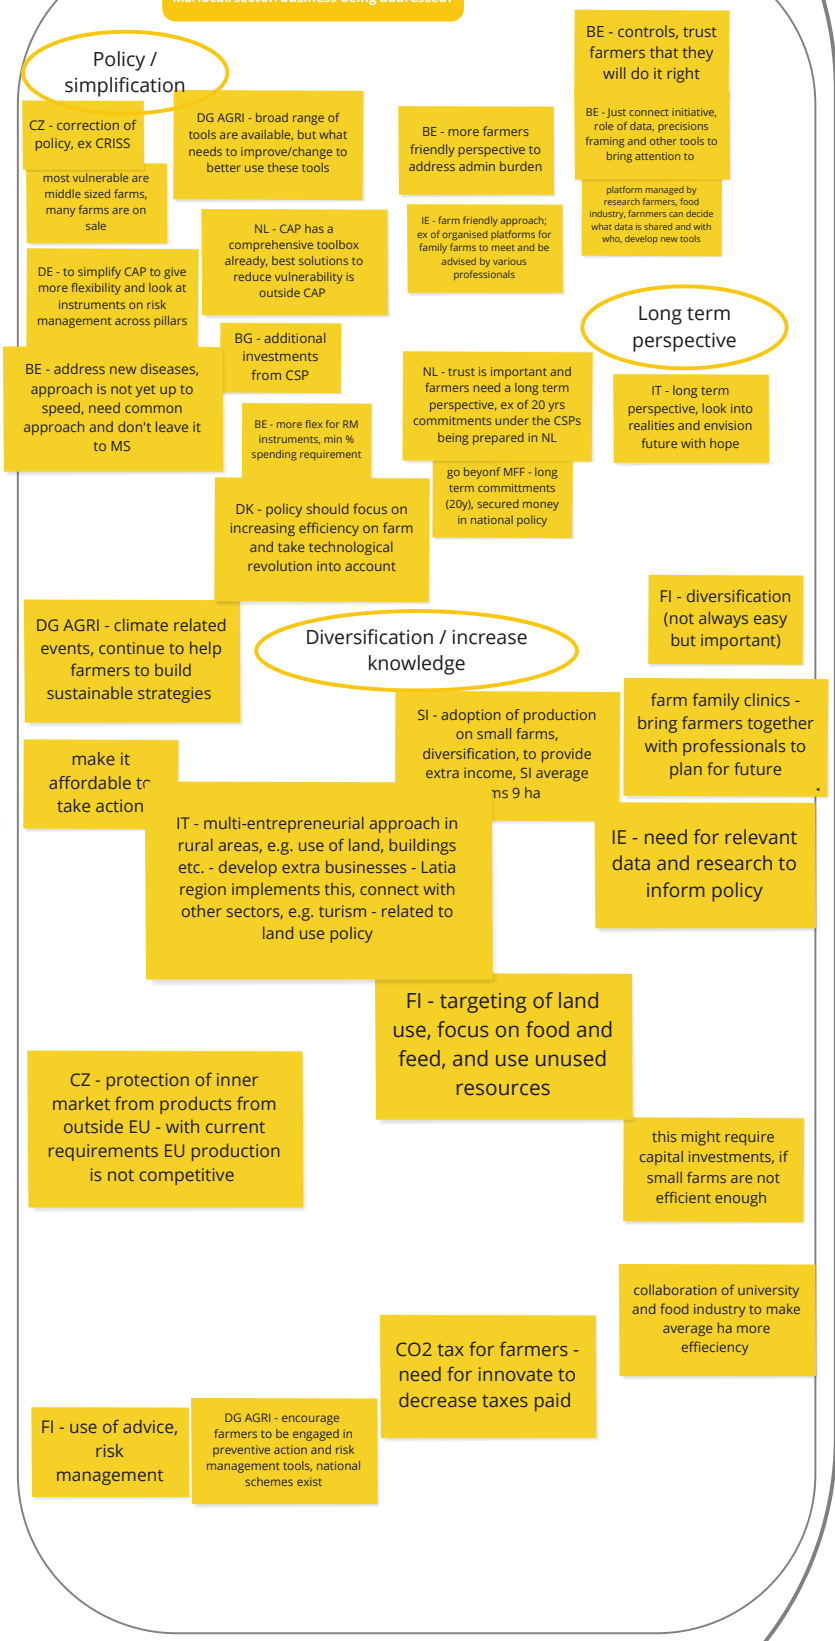 Policy /
simplification
CZ - correction of
policy, ex CRISS
most vulnerable are
middle sized farms,
many farms are on
sale
DG AGRI - broad range of
tools are available, but what
needs to improve/change to
better use these tools
BE - more farmers
friendly perspective to
address admin burden
BE - controls, trust
farmers that they
will do it right
BE - Just connect initiative,
role of data, precisions
framing and other tools to
bring attention to
platform managed by
research farmers, food
industry, farnmers can decide
what data is shared and with
who, develop new tools
NL - CAP has a
comprehensive toolbox
already, best solutions to
reduce vulnerability is
outside CAP
IE - farm friendly approach;
ex of organised platforms for
family farms to meet and be
advised by various
professionals
DE - to simplify CAP to give
more flexibility and look at
instruments on risk
management across pillars
BG - additional
investments
from CSP
Long term
perspective
BE - address new diseases,
approach is not yet up to
speed, need common
approach and don't leave it
to MS
NL - trust is important and
farmers need a long term
perspective, ex of 20 yrs
commitments under the CSPs
being prepared in NL
IT - long term
perspective, look into
realities and envision
future with hope
BE - more flex for RM
instruments, min %
spending requirement
go beyonf MFF - long
term committments
(20y), secured money
in national policy
DK - policy should focus on
increasing efficiency on farm
and take technological
revolution into account
DG AGRI - climate related
events, continue to help
farmers to build
sustainable strategies
Diversification / increase
knowledge
FI - diversification
(not always easy
but important)
farm family clinics -
bring farmers together
with professionals to
plan for future
SI - adoption of production
on small farms,
diversification, to provide
extra income, SI average
ms 9 ha
make it
affordable to
take action
IT - multi-entrepreneurial approach in
rural areas, e.g. use of land, buildings
etc. - develop extra businesses - Latia
region implements this, connect with
other sectors, e.g. turism - related to
land use policy
IE - need for relevant
data and research to
inform policy
FI - targeting of land
use, focus on food and
feed, and use unused
resources
CZ - protection of inner
market from products from
outside EU - with current
requirements EU production
is not competitive
this might require
capital investments, if
small farms are not
efficient enough
collaboration of university
and food industry to make
average ha more
effieciency
CO2 tax for farmers -
need for innovate to
decrease taxes paid
FI - use of advice,
risk
management
DG AGRI - encourage
farmers to be engaged in
preventive action and risk
management tools, national
schemes exist